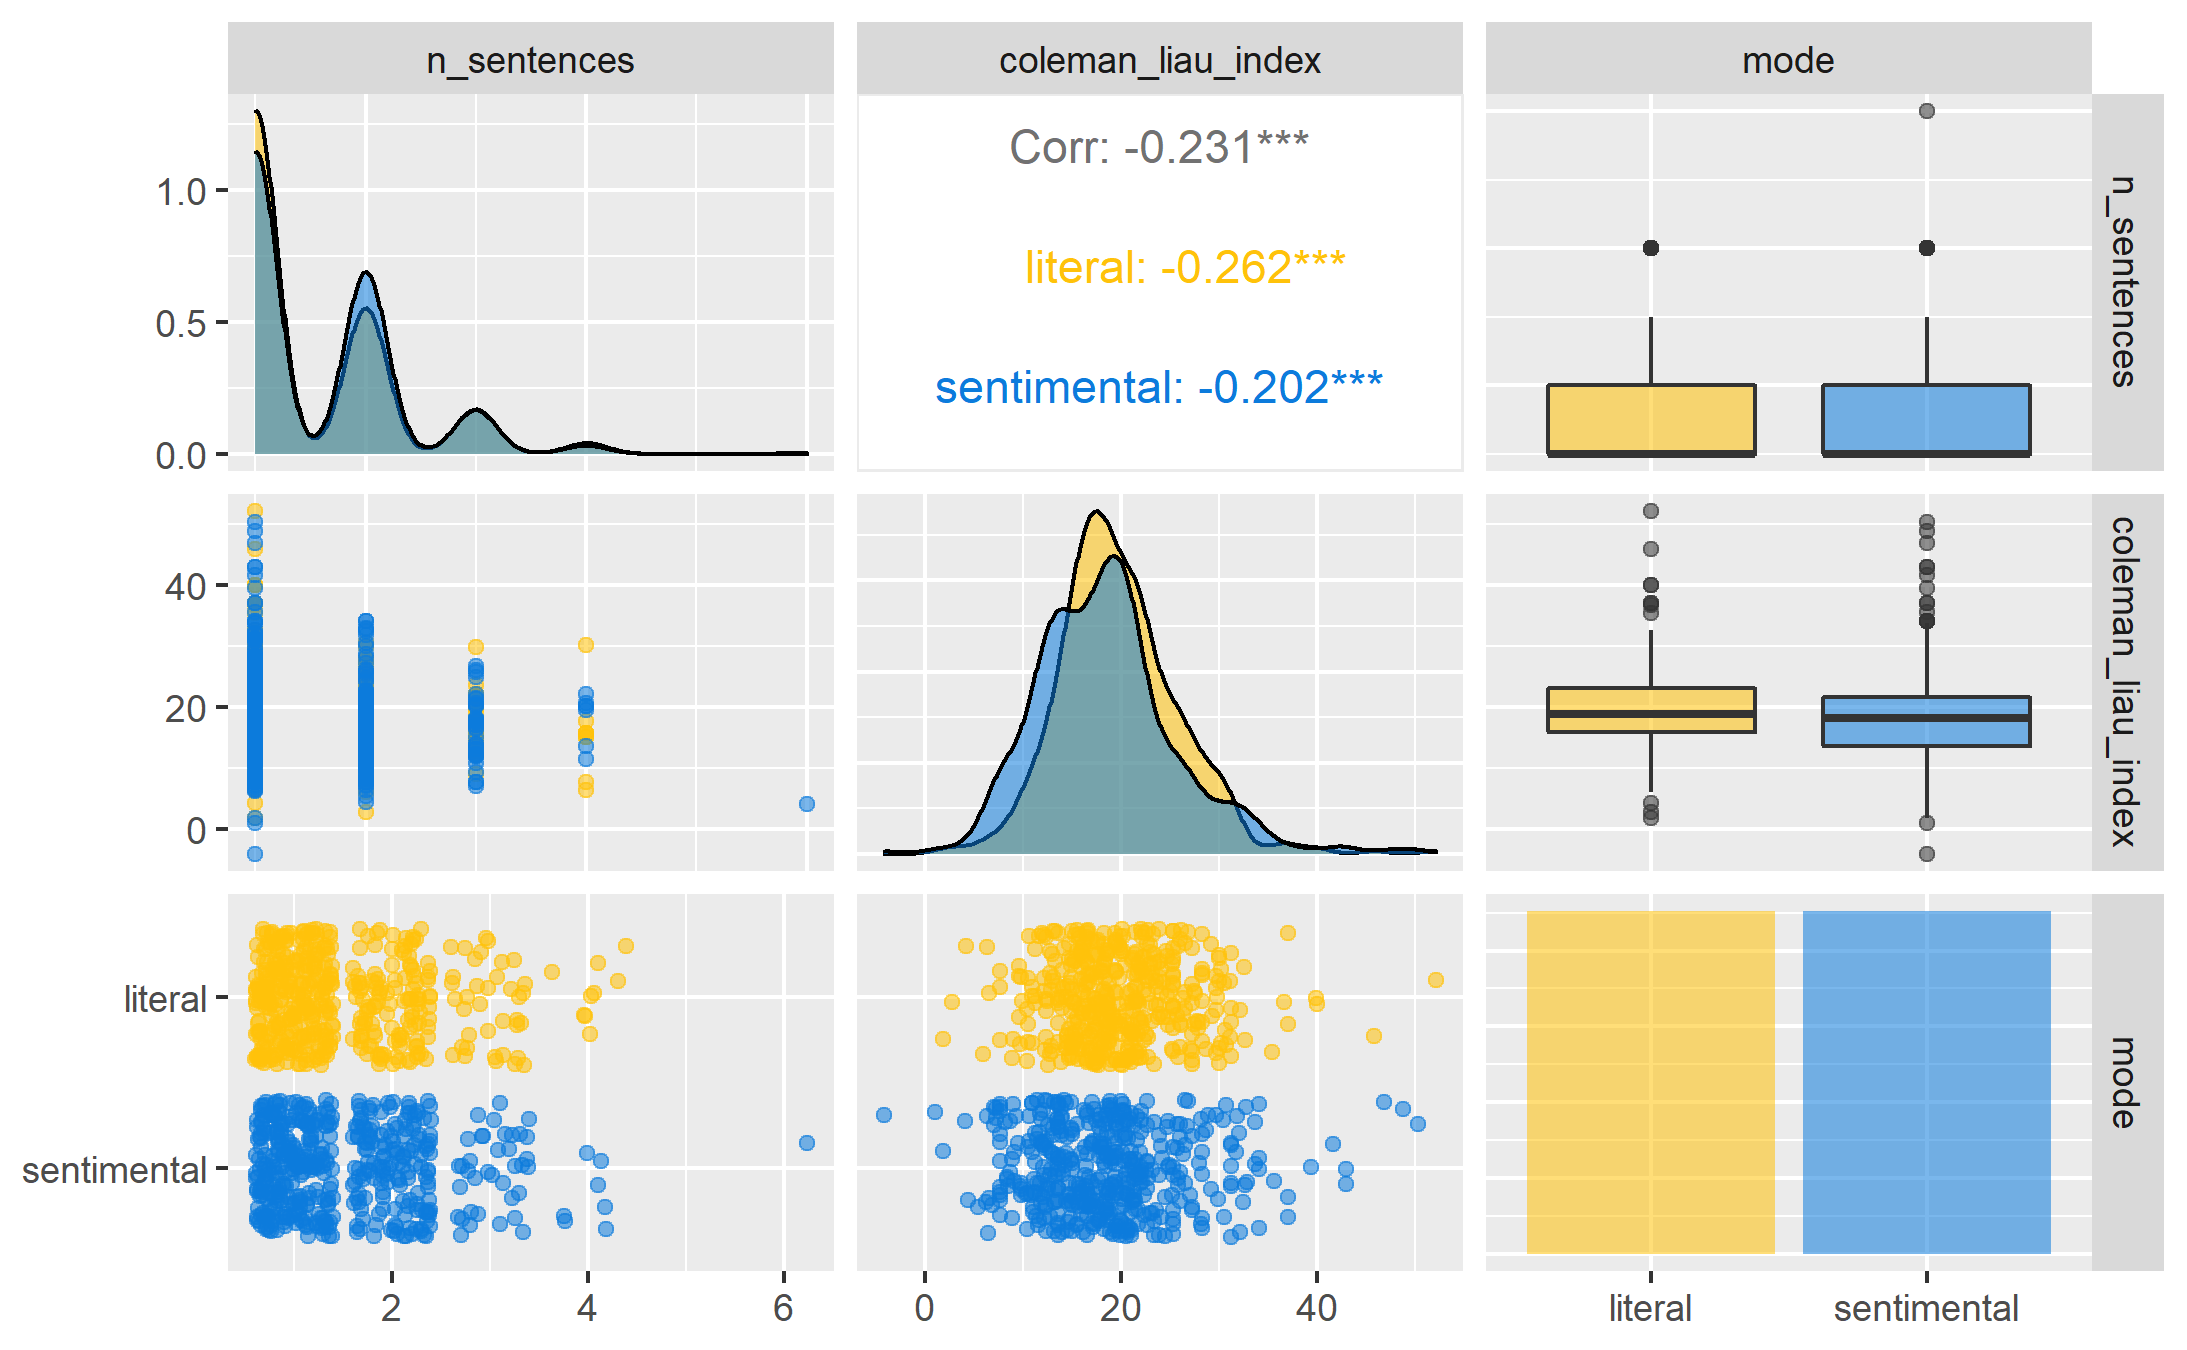 n_sentences
coleman_liau_index
mode
1.0
0.5
0.0
Corr: -0.231***
literal: -0.262***
sentimental: -0.202***
n_sentences
40
20
0
coleman_liau_index
literal
sentimental
mode
2
4
6
0
20
40
literal
sentimental